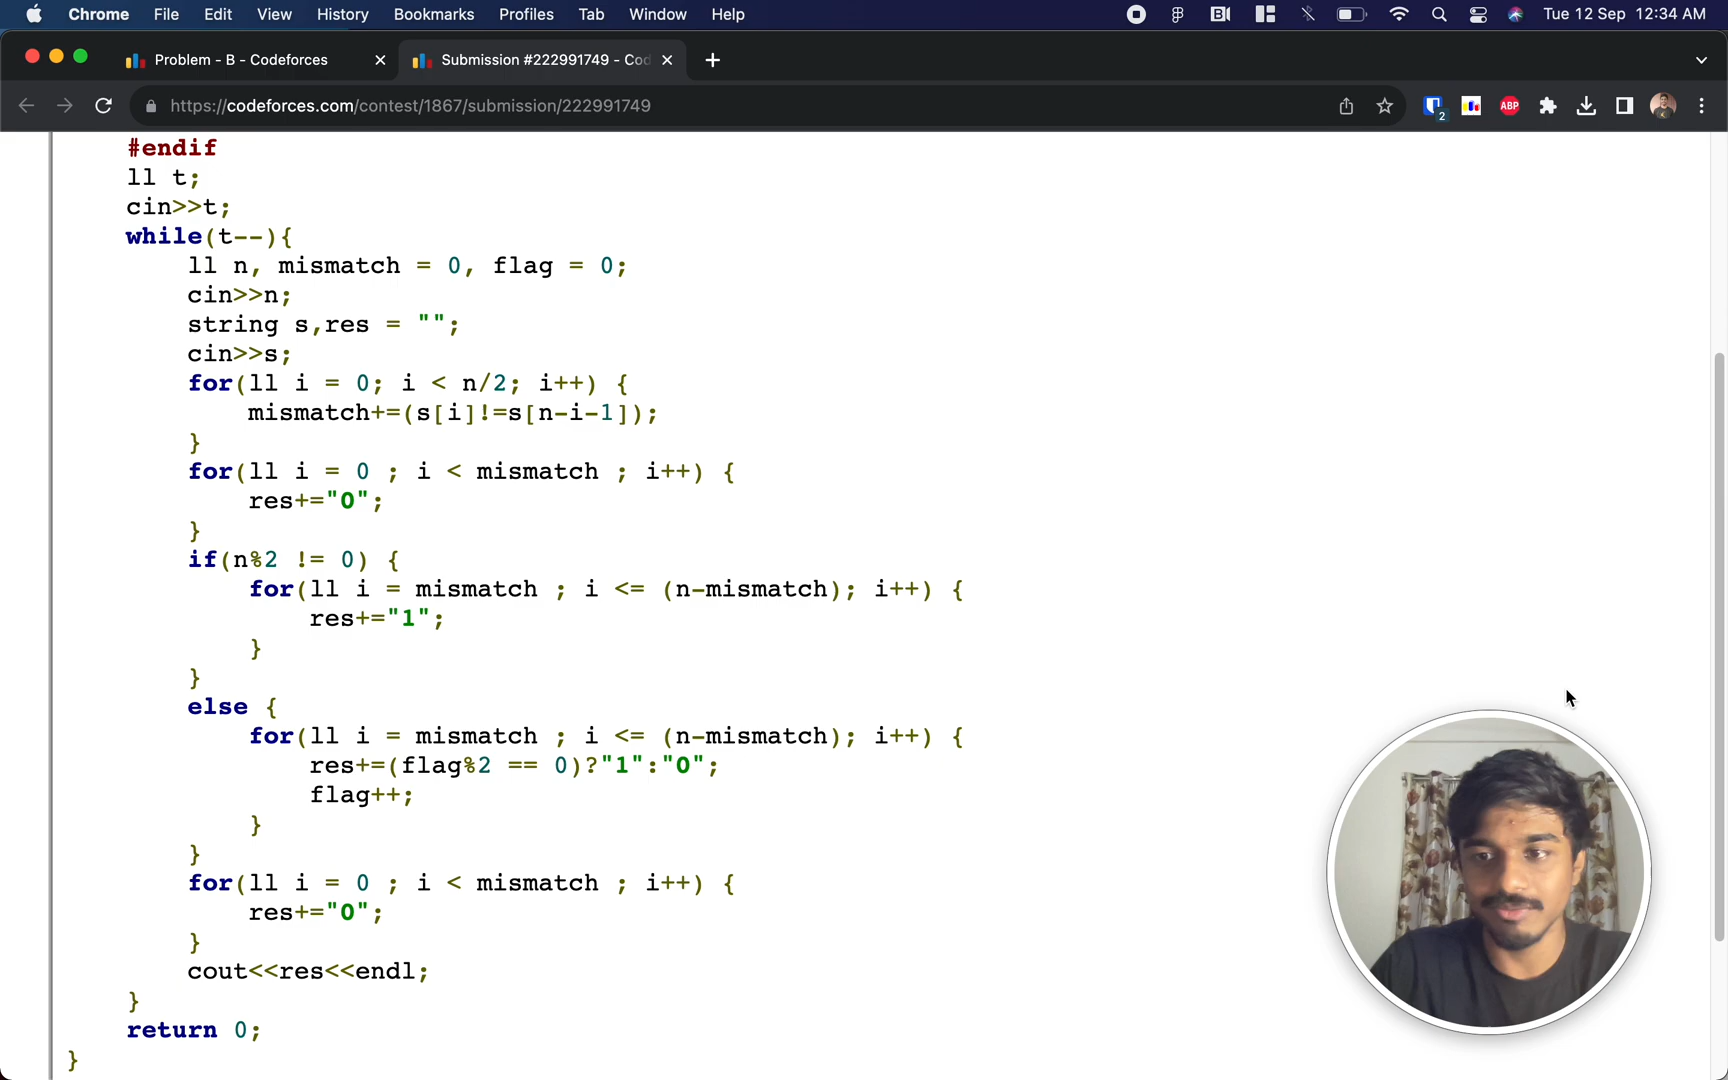 Chrome File Edit View History Bookmarks Profiles Tab Window Help Tue 12 Sep 12:34 AM
Problem - B - Codeforces Submission #222991749 - Co
https://codeforces.com/contest/1867/submission/222991749 2 ABP
#endif
ll t;
cin>>t;
while(t--){
ll n, mismatch = 0, flag = 0;
cin>>n;
string s,res = "";
cin>>s;
for(ll i = 0; i < n/2; i++) {
mismatch+=(s[i]!=s[n-i-1]);
}
for(ll i = 0 ; i < mismatch ; i++) {
res+="0";
}
if(n%2 != 0) {
for(ll i = mismatch ; i <= (n-mismatch); i++) {
res+="1";
}
}
else {
for(ll i = mismatch ; i <= (n-mismatch); i++) {
res+=(flag%2 == 0)?"1":"0";
flag++;
}
}
for(ll i = 0 ; i < mismatch ; i++) {
res+="0";
}
cout<<res<<endl;
}
return 0;
}